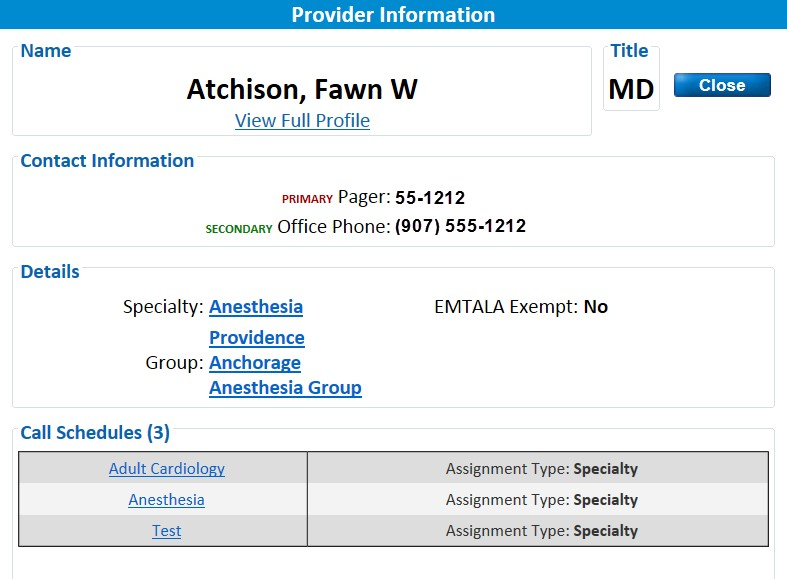 Provider Information
Name
Title
Atchison, Fawn W
MD
Close
View Full Profile
Contact Information
PRIMARY Pager: 55-1212
SECONDARY Office Phone: (907) 555-1212
Details
Specialty: Anesthesia
EMTALA Exempt: No
Group: Providence
Anchorage
Anesthesia Group
Call Schedules (3)
Adult Cardiology Assignment Type: Specialty
Anesthesia Assignment Type: Specialty
Test Assignment Type: Specialty